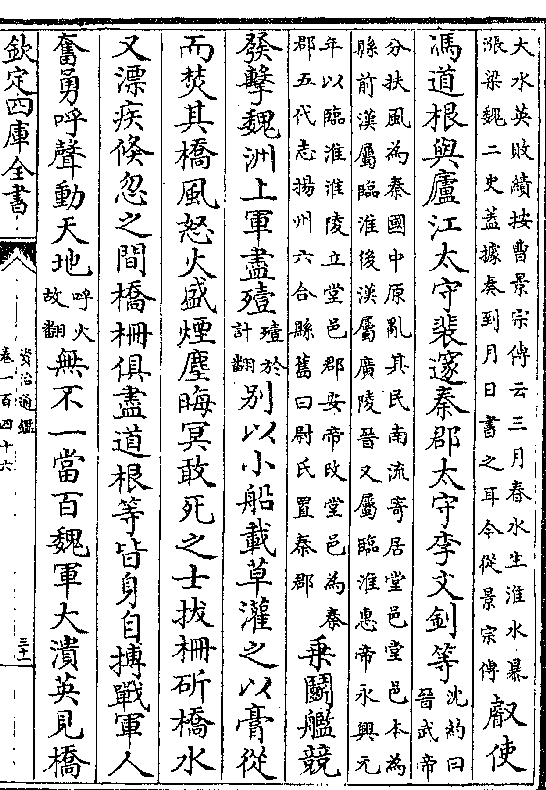 大水英敗績按曹景宗傳云三月春水生淮水暴
漲梁魏二史蓋據奏到月日書之耳今從景宗傳
叡使
馮道根與廬江太守裴邃秦郡太守李文釗等
沈約曰
晉武帝
分扶風為秦國中原亂其民南流寄居堂邑堂邑本為
縣前漢屬臨淮後漢屬廣陵晉又屬臨淮惠帝永興元
年以臨淮淮陵立堂邑郡安帝改堂邑為秦
郡五代志揚州六合縣舊曰尉氏置秦郡
乗鬭艦競
發擊魏洲上軍盡殪
殪於
計翻
別以小船載草灌之以膏從
而焚其橋風怒火盛煙塵晦冥敢死之士拔柵斫橋水
又漂疾倏忽之間橋柵俱盡道根等皆身自搏戰軍人
奮勇呼聲動天地
呼火
故翻
無不一當百魏軍大潰英見橋
欽定四庫全書
資治通鑑
卷一百四十六
三十一